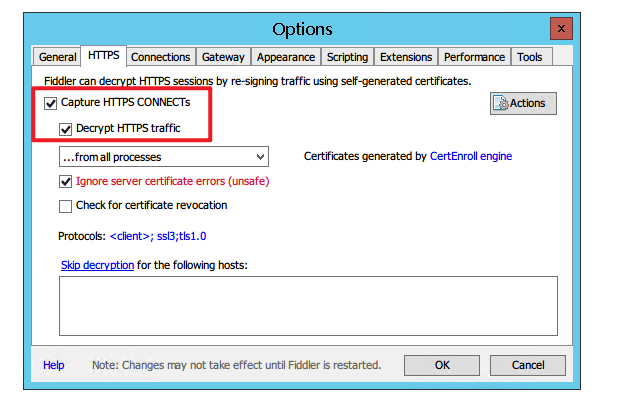 Options
x
General HTTPS Connections Gateway Appearance Scripting Extensions Performance Tools
Fiddler can decrypt HTTPS sessions by re-signing traffic using self-generated certificates.
Capture HTTPS CONNECTs
Actions
Decrypt HTTPS traffic
...from all processes
Certificates generated by CertEnroll engine
Ignore server certificate errors (unsafe)
Check for certificate revocation
Protocols: <client>; ssl3;tls1.0
Skip decryption for the following hosts:
Help Note: Changes may not take effect until Fiddler is restarted. OK Cancel